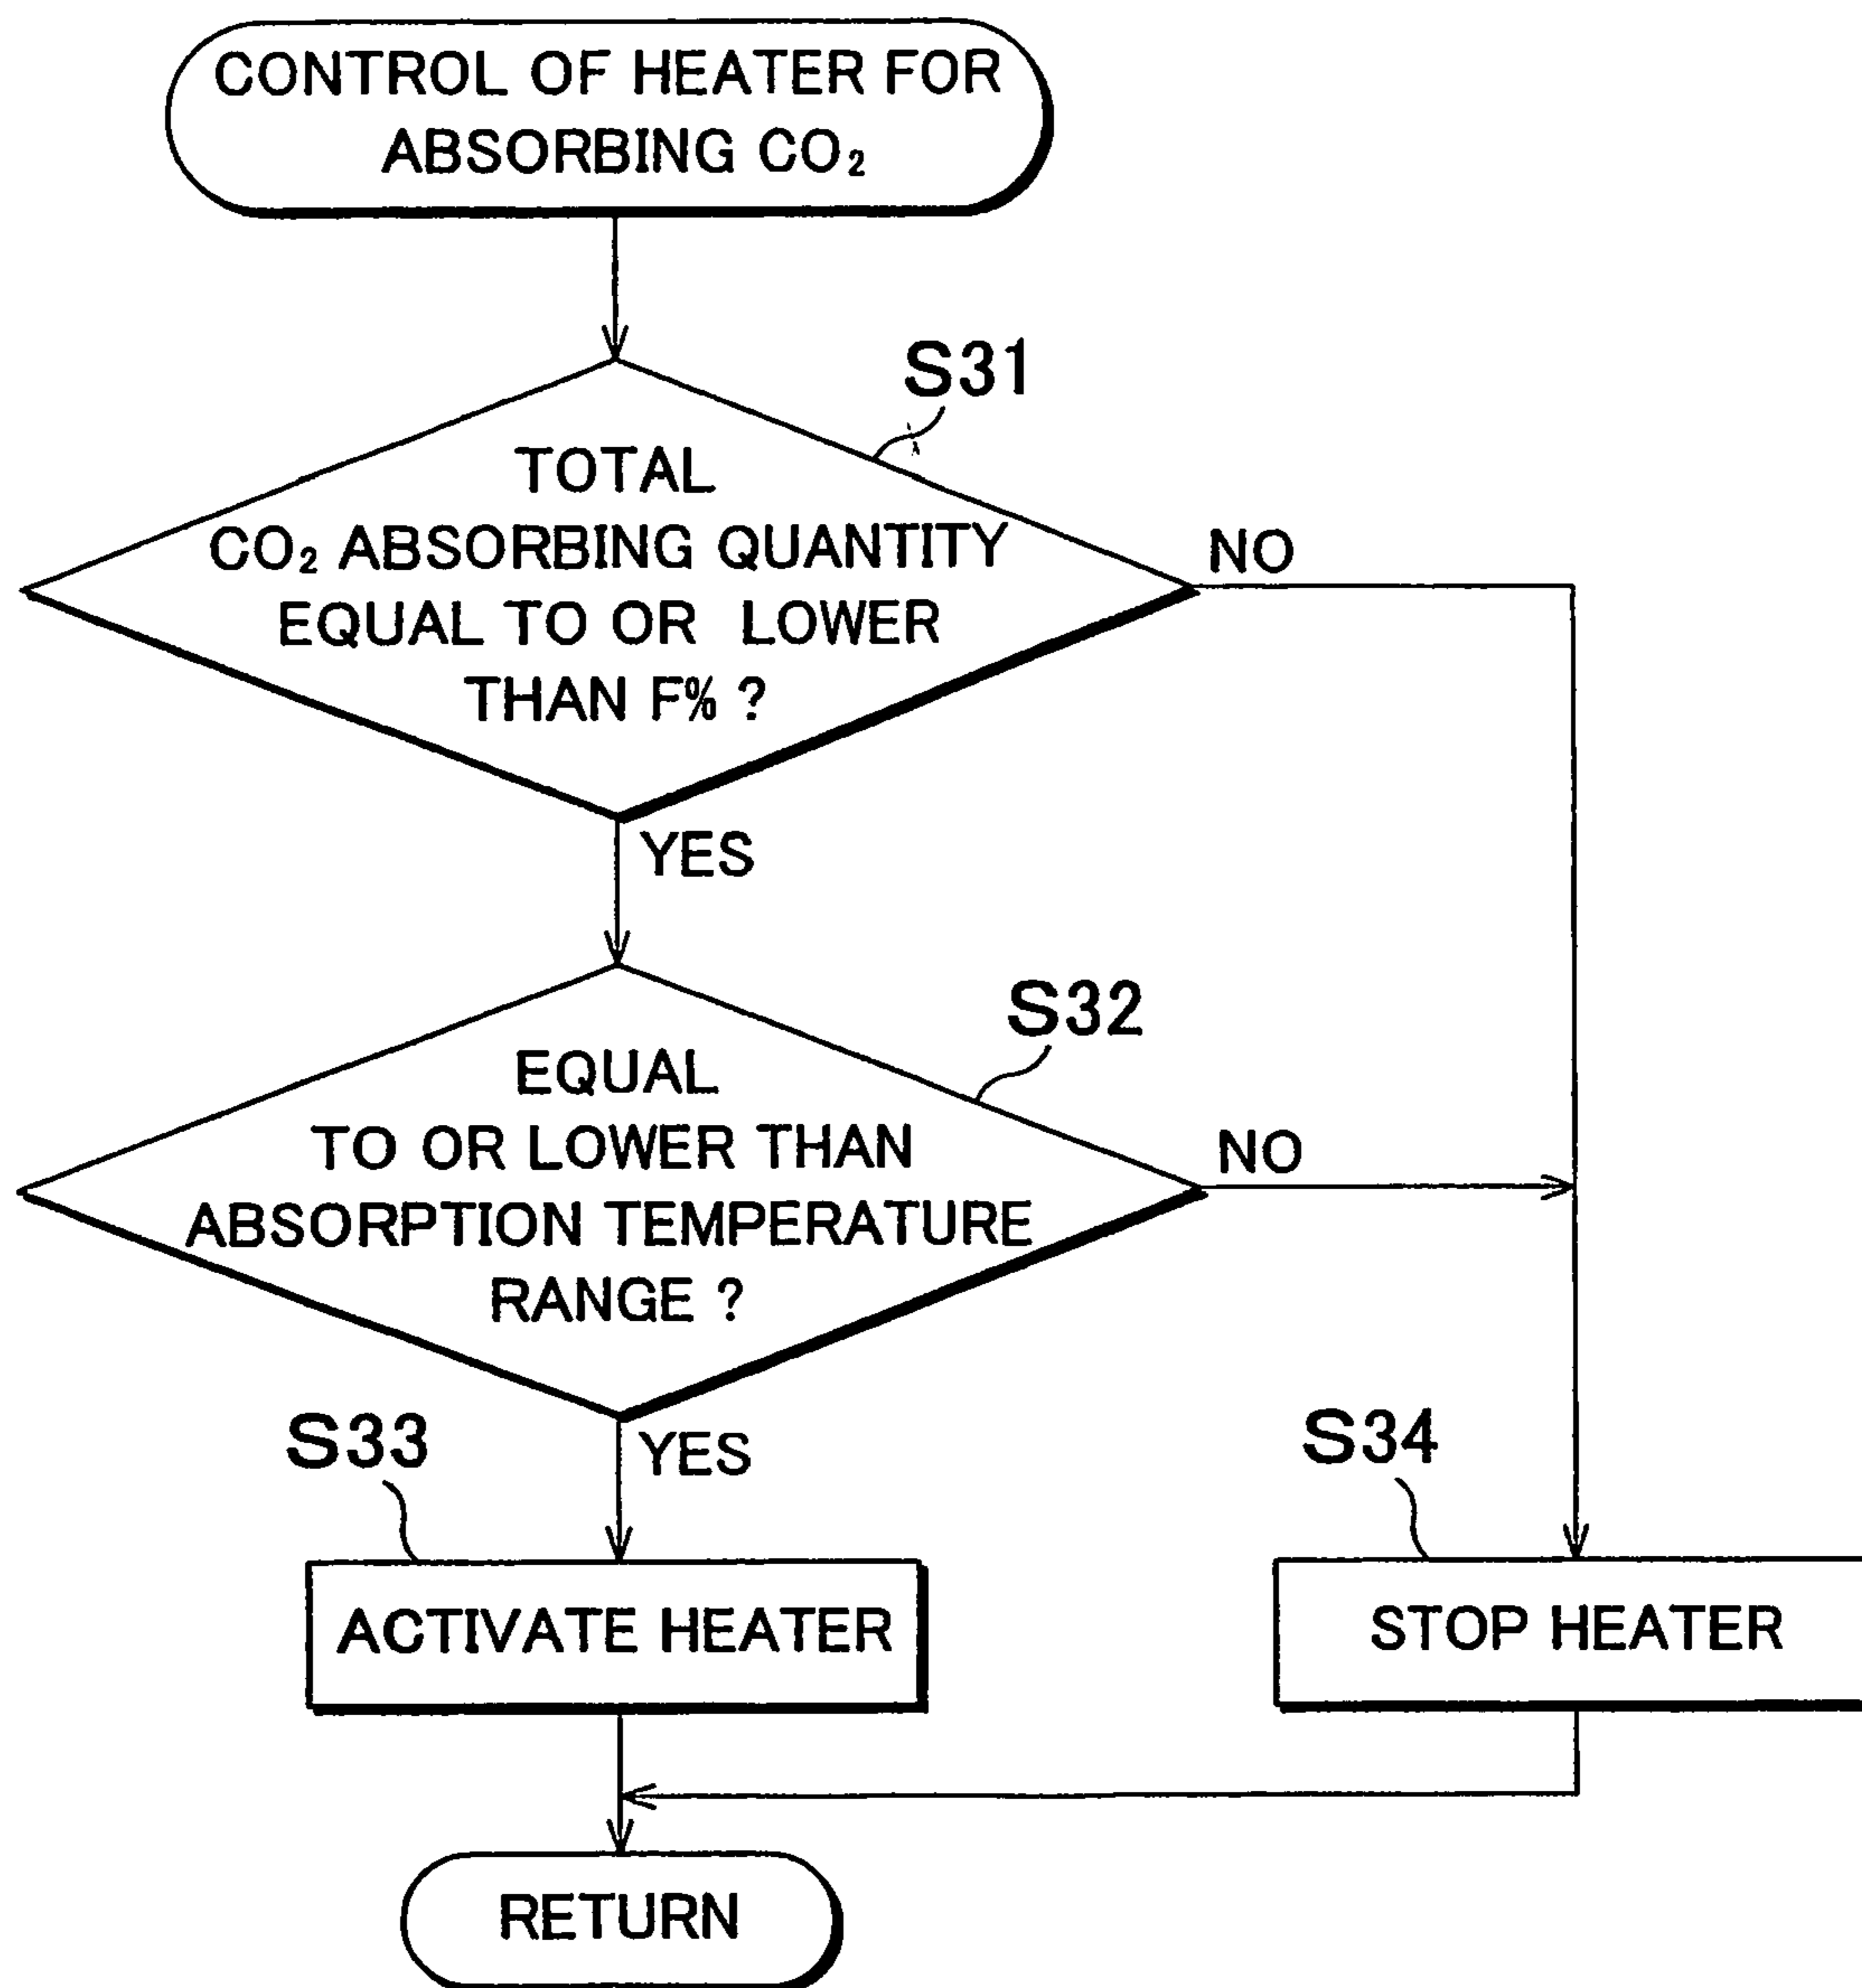 CONTROL OF HEATER FOR
ABSORBING CO₂
S31
TOTAL
CO₂ ABSORBING QUANTITY
EQUAL TO OR LOWER
THAN F% ?
NO
YES
S32
EQUAL
TO OR LOWER THAN
ABSORPTION TEMPERATURE
RANGE ?
NO
YES
S33
S34
ACTIVATE HEATER
STOP HEATER
RETURN